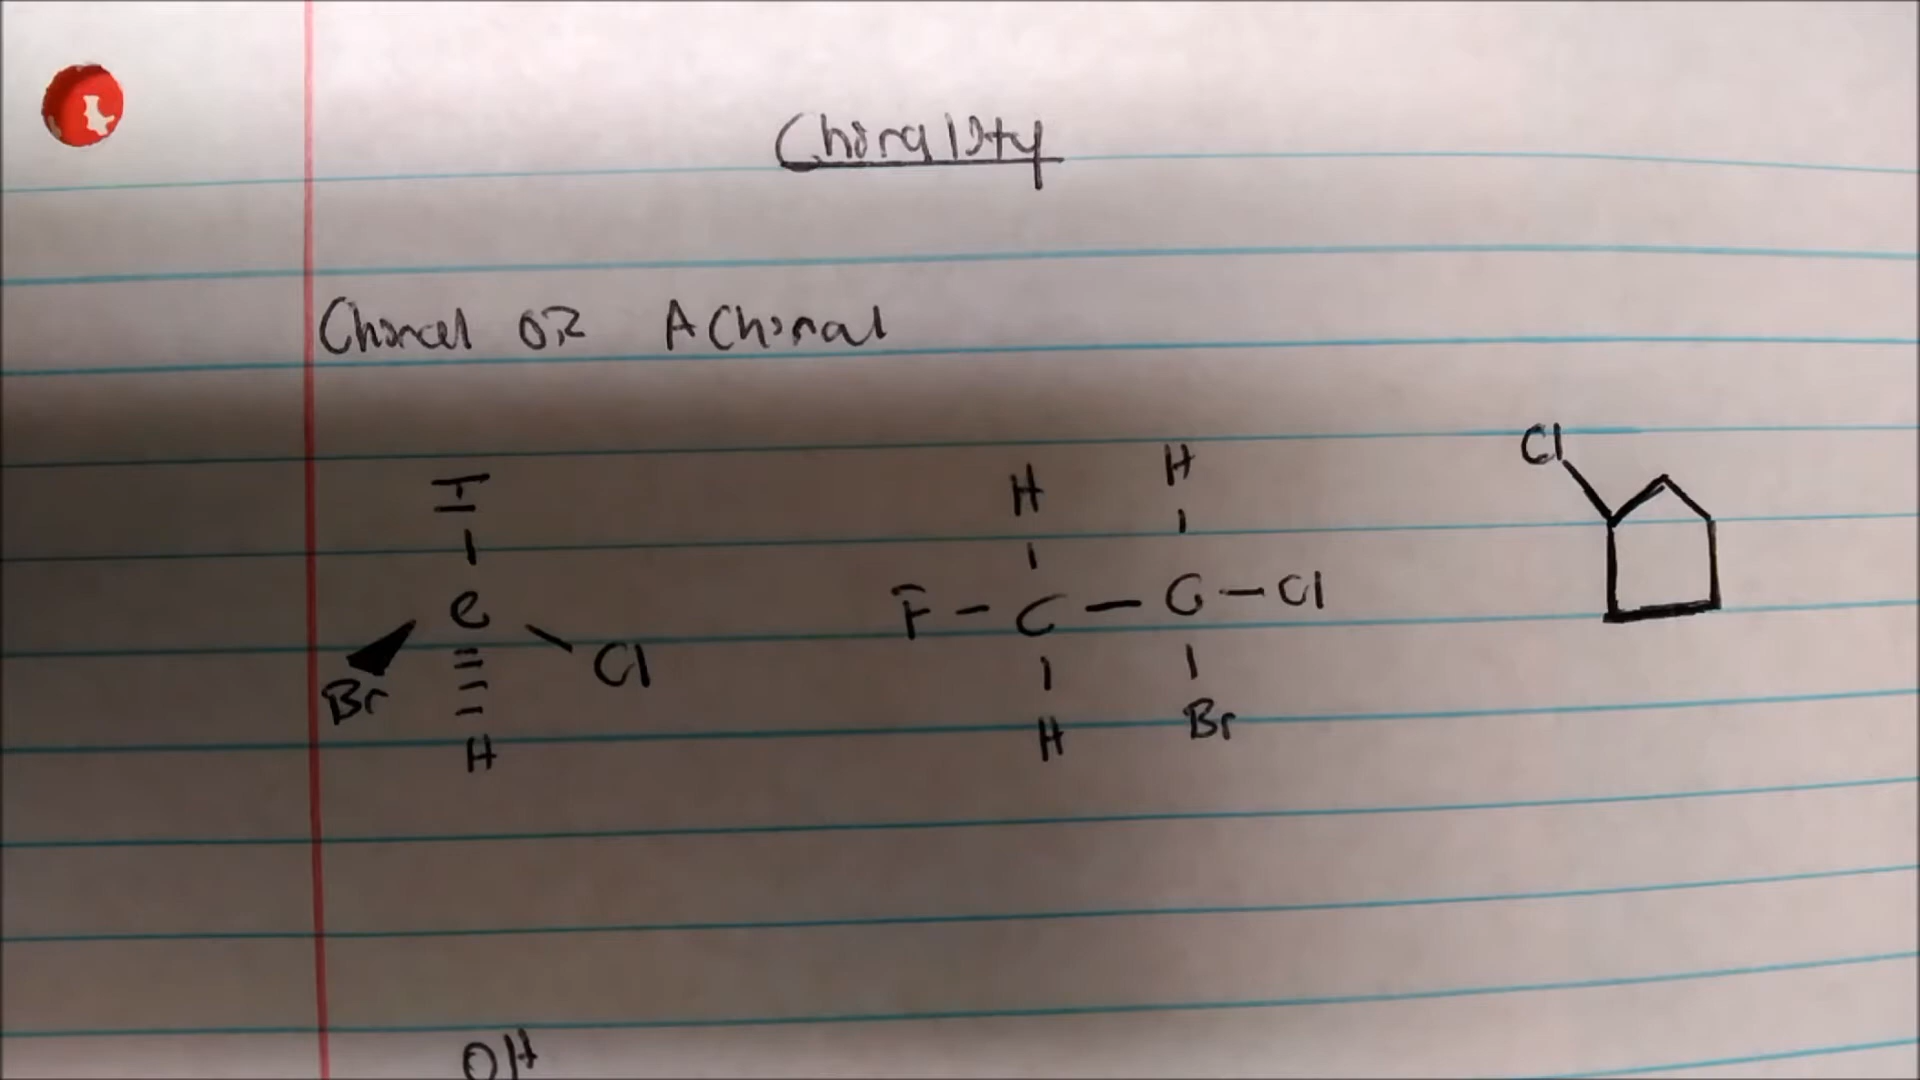 Chirality
Chiral or Achiral
I
C
Br
Cl
H
H H
F - C - C - Cl
H Br
Cl
OH